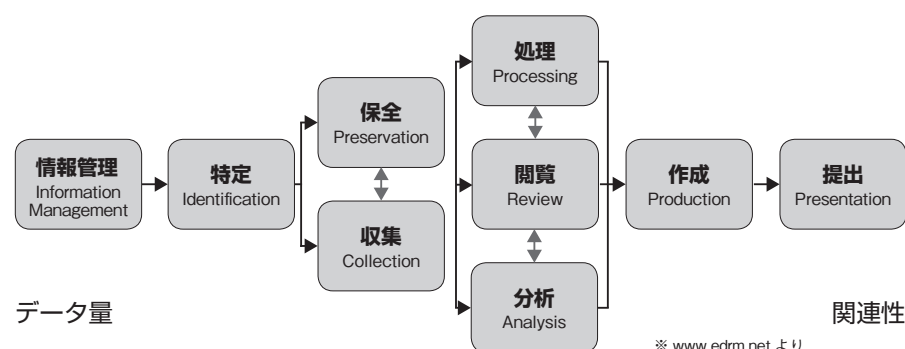 情報管理
Information
Management
特定
Identification
保全
Preservation
収集
Collection
処理
Processing
閲覧
Review
分析
Analysis
作成
Production
提出
Presentation
データ量
関連性
※ www.edrm.net より